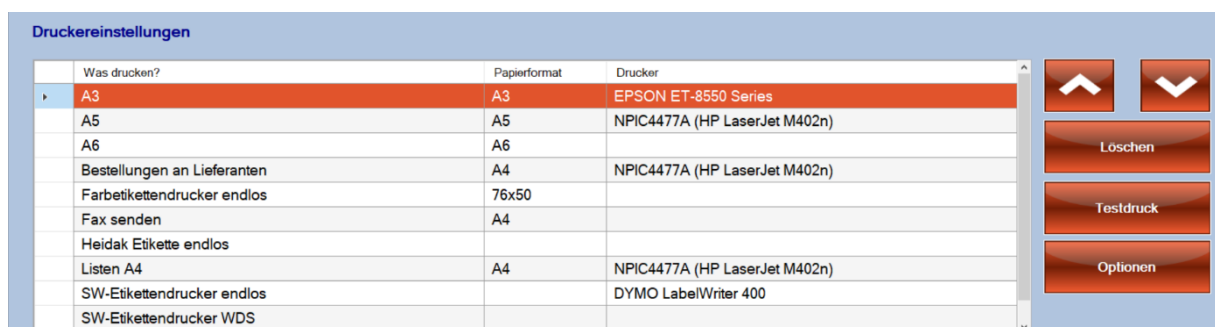 Druckereinstellungen
Was drucken? Papierformat Drucker
A3 A3 EPSON ET-8550 Series
A5 A5 NPIC4477A (HP LaserJet M402n)
A6 A6
Löschen
Bestellungen an Lieferanten A4 NPIC4477A (HP LaserJet M402n)
Farbetikettendrucker endlos 76x50
Testdruck
Fax senden A4
Heidak Etikette endlos
Listen A4 A4 NPIC4477A (HP LaserJet M402n)
Optionen
SW-Etikettendrucker endlos DYMO LabelWriter 400
SW-Etikettendrucker WDS